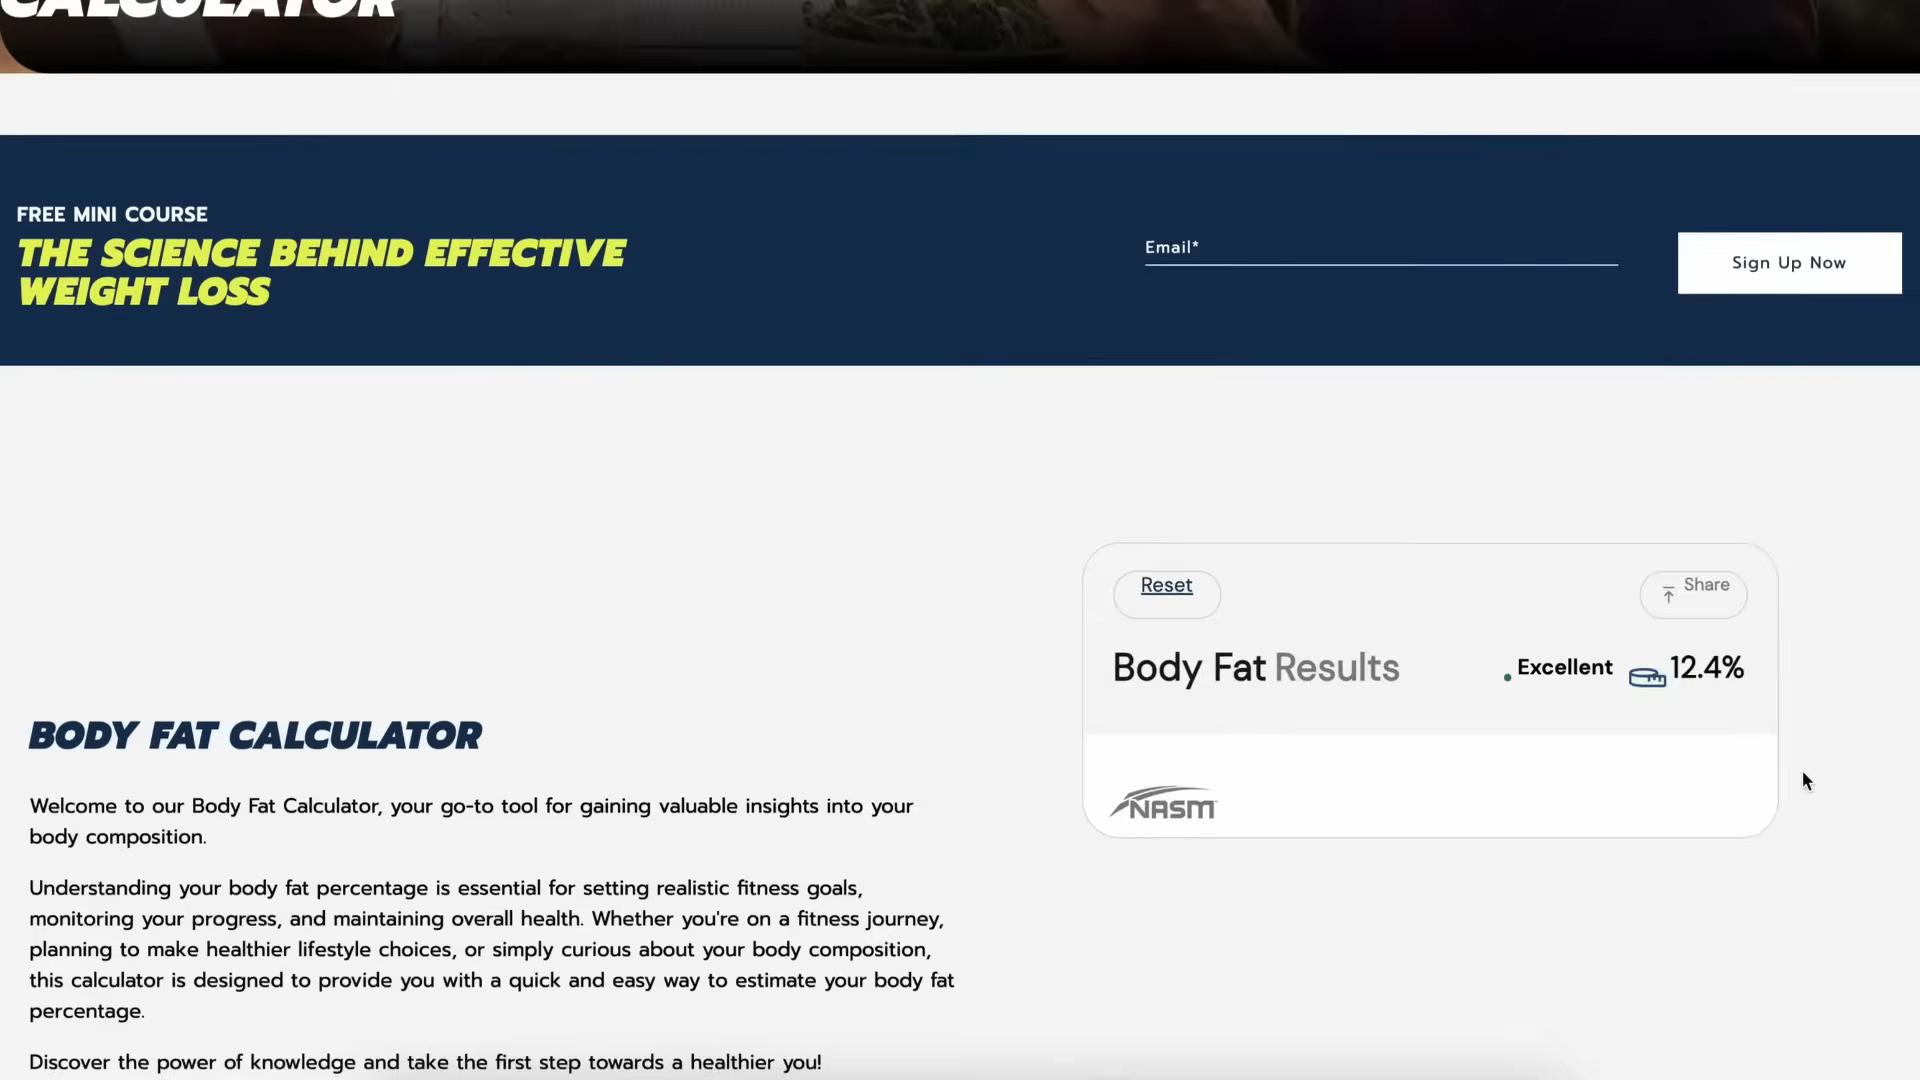 CALCULATOR
FREE MINI COURSE
THE SCIENCE BEHIND EFFECTIVE
WEIGHT LOSS
Email*
Sign Up Now
Reset
Share
Body Fat Results
Excellent
12.4%
NASM
BODY FAT CALCULATOR
Welcome to our Body Fat Calculator, your go-to tool for gaining valuable insights into your
body composition.
Understanding your body fat percentage is essential for setting realistic fitness goals,
monitoring your progress, and maintaining overall health. Whether you're on a fitness journey,
planning to make healthier lifestyle choices, or simply curious about your body composition,
this calculator is designed to provide you with a quick and easy way to estimate your body fat
percentage.
Discover the power of knowledge and take the first step towards a healthier you!